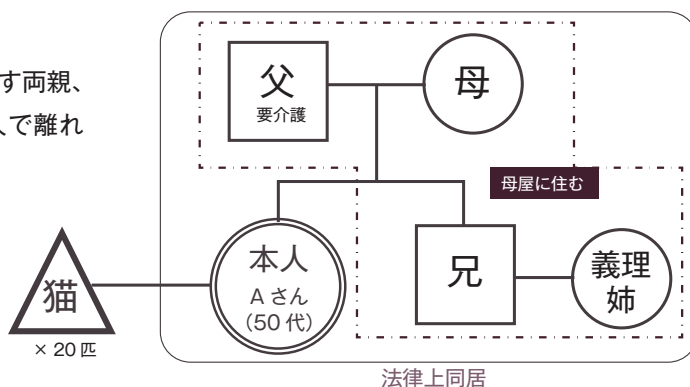 す両親、
人で離れ
父
要介護
母
母屋に住む
本人
Aさん
(50代)
兄
義理
姉
猫
× 20匹
法律上同居